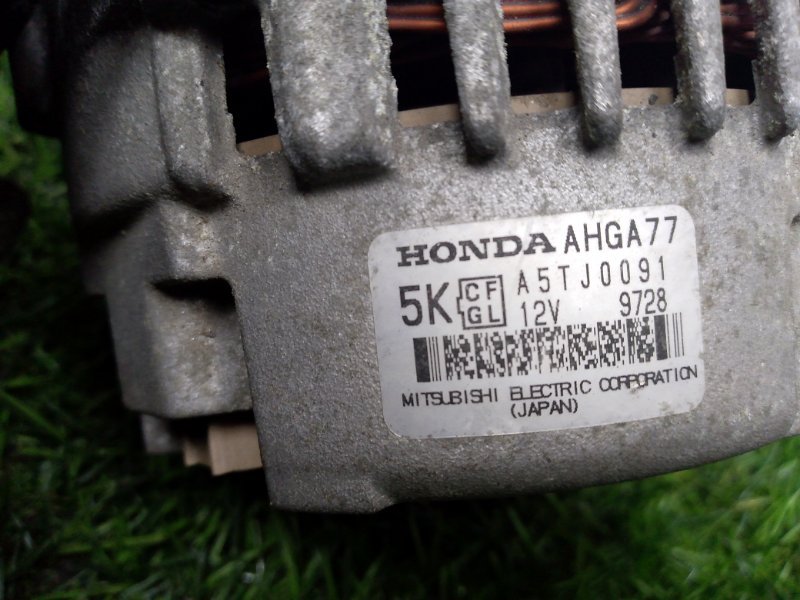 HONDA AHGA77
5K CF GL A5TJ0091
12V 9728
MITSUBISHI ELECTRIC CORPORATION
(JAPAN)